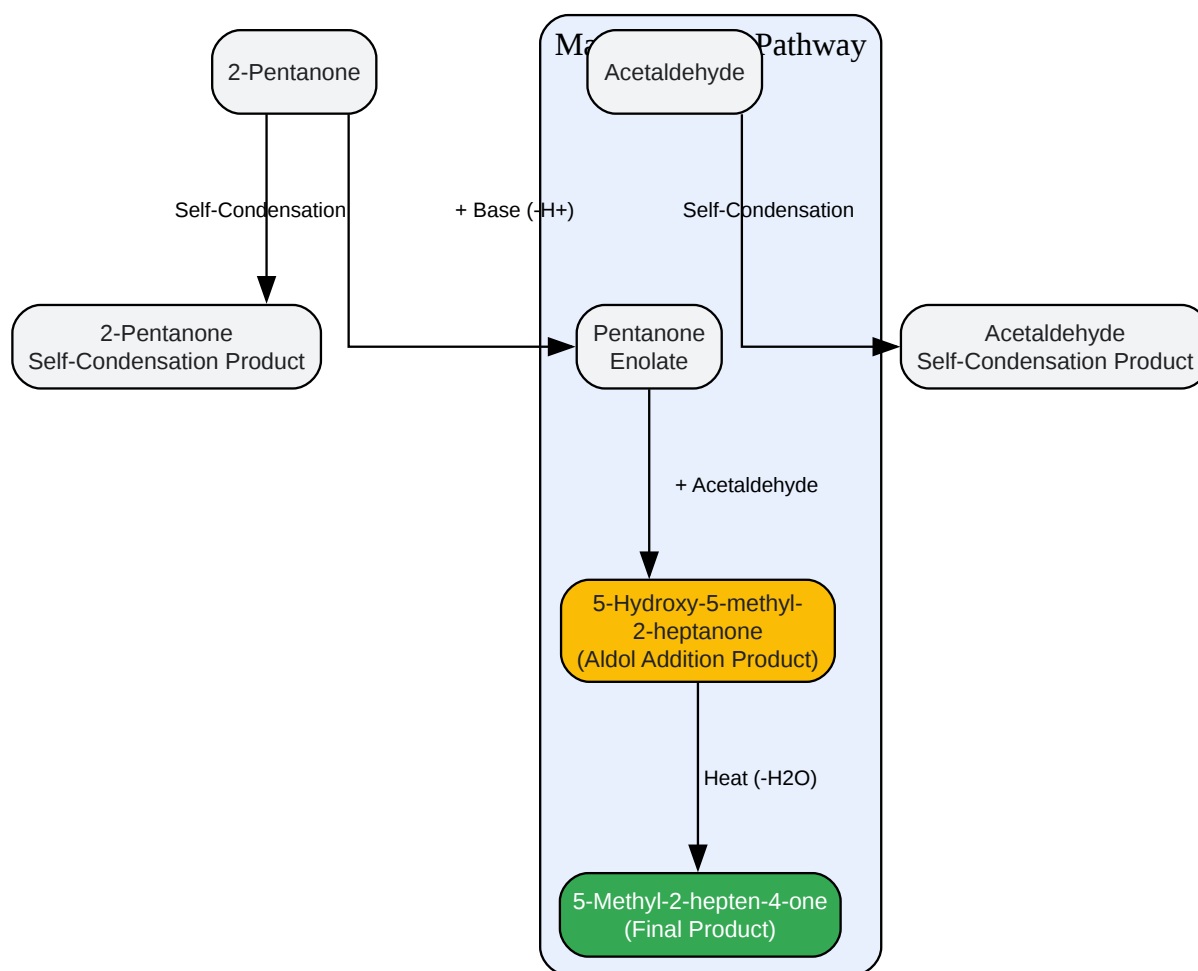 Ma
Pathway
2-Pentanone
Acetaldehyde
Self-Condensation
+ Base (-H+)
Self-Condensation
2-Pentanone
Self-Condensation Product
Pentanone
Enolate
Acetaldehyde
Self-Condensation Product
+ Acetaldehyde
5-Hydroxy-5-methyl-
2-heptanone
(Aldol Addition Product)
Heat (-H2O)
5-Methyl-2-hepten-4-one
(Final Product)